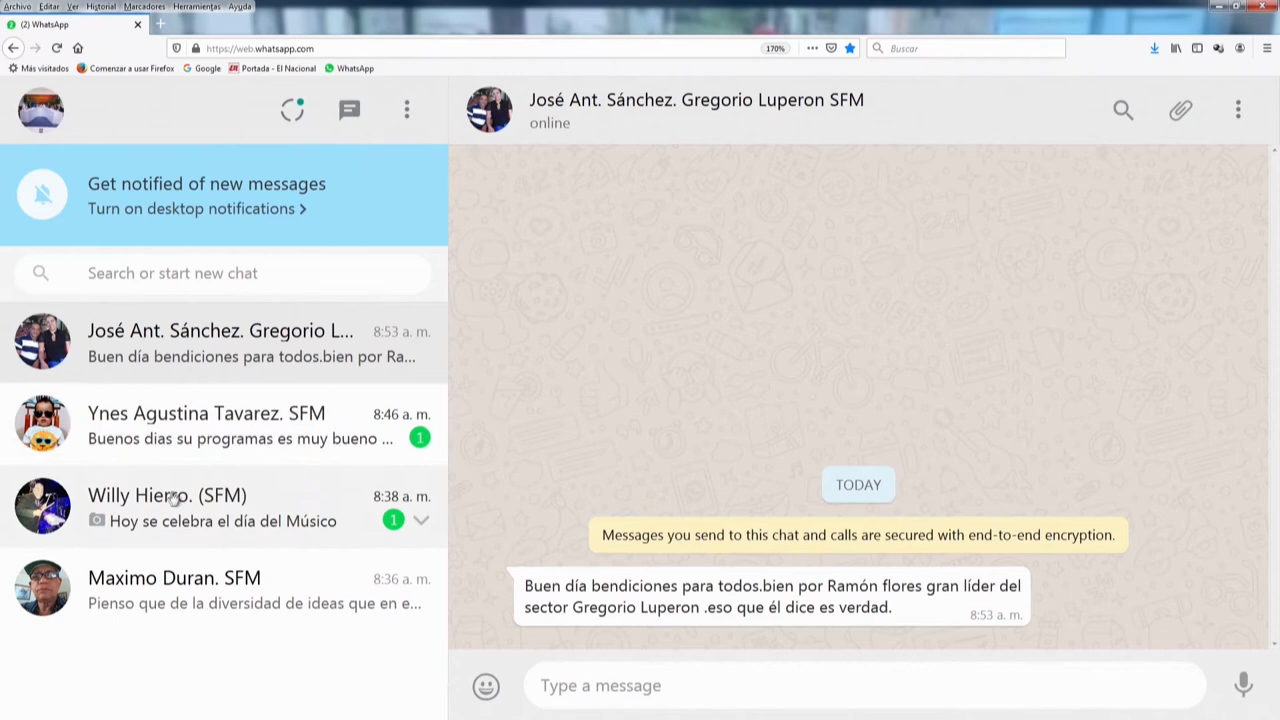 Archivo Editar Ver Historial Marcadores Herramientas Ayuda
(2) WhatsApp
https://web.whatsapp.com
170%
Buscar
Más visitados Comenzar a usar Firefox Google Portada - El Nacional WhatsApp
José Ant. Sánchez. Gregorio Luperon SFM
online
Get notified of new messages
Turn on desktop notifications >
Search or start new chat
José Ant. Sánchez. Gregorio L... 8:53 a. m.
Buen día bendiciones para todos.bien por Ra...
Ynes Agustina Tavarez. SFM 8:46 a. m.
Buenos dias su programas es muy bueno ... 1
Willy Hierro. (SFM) 8:38 a. m.
Hoy se celebra el día del Músico 1
Maximo Duran. SFM 8:36 a. m.
Pienso que de la diversidad de ideas que en e...
TODAY
Messages you send to this chat and calls are secured with end-to-end encryption.
Buen día bendiciones para todos.bien por Ramón flores gran líder del
sector Gregorio Luperon .eso que él dice es verdad.
8:53 a. m.
Type a message